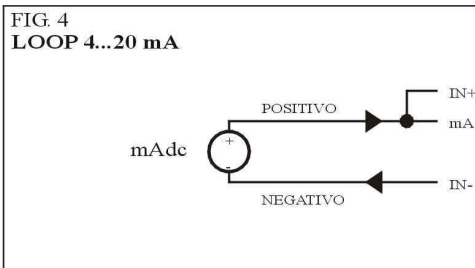 FIG. 4
LOOP 4...20 mA
IN+
POSITIVO
mA
mAdc
+
-
IN-
NEGATIVO